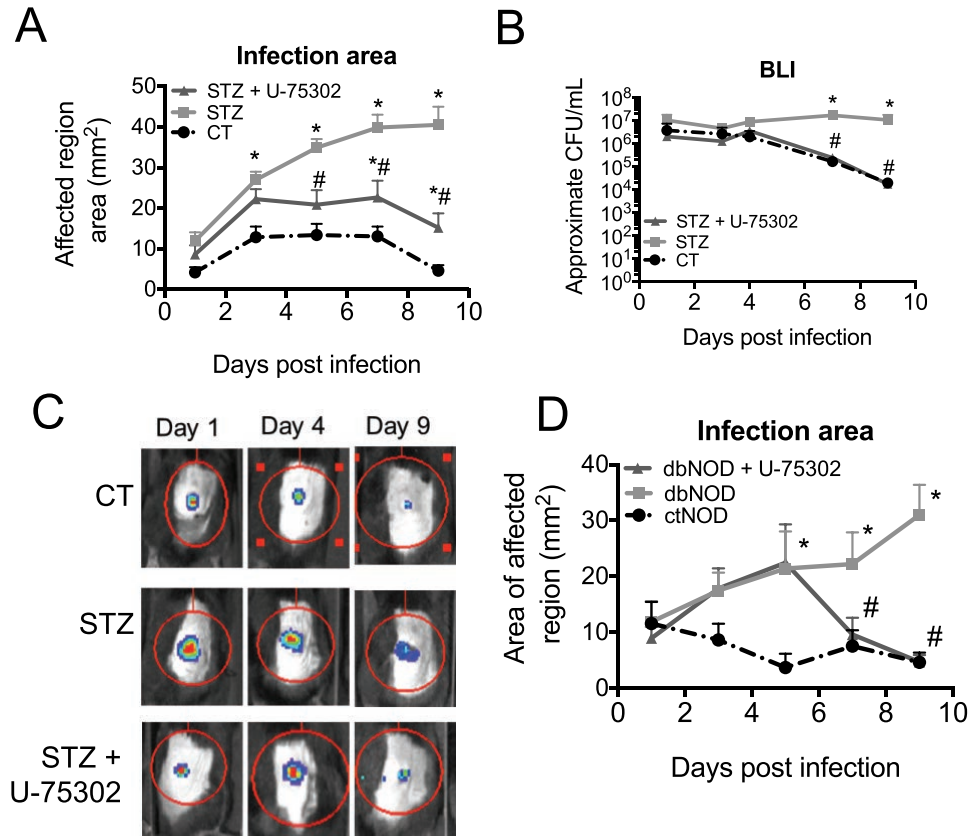 A
Infection area
STZ + U-75302
STZ
CT
Affected region
area (mm²)
50
40
30
20
10
0
* * * *
# *# *#
0 2 4 6 8 10
Days post infection
B
BLI
Approximate CFU/mL
10⁸
10⁷
10⁶
10⁵
10⁴
10³
10²
10¹
10⁰
* *
# #
STZ + U-75302
STZ
CT
0 2 4 6 8 10
Days post infection
C
Day 1 Day 4 Day 9
CT
STZ
STZ +
U-75302
D
Infection area
dbNOD + U-75302
dbNOD
ctNOD
Area of affected
region (mm²)
40
30
20
10
0
* * *
# #
0 2 4 6 8 10
Days post infection